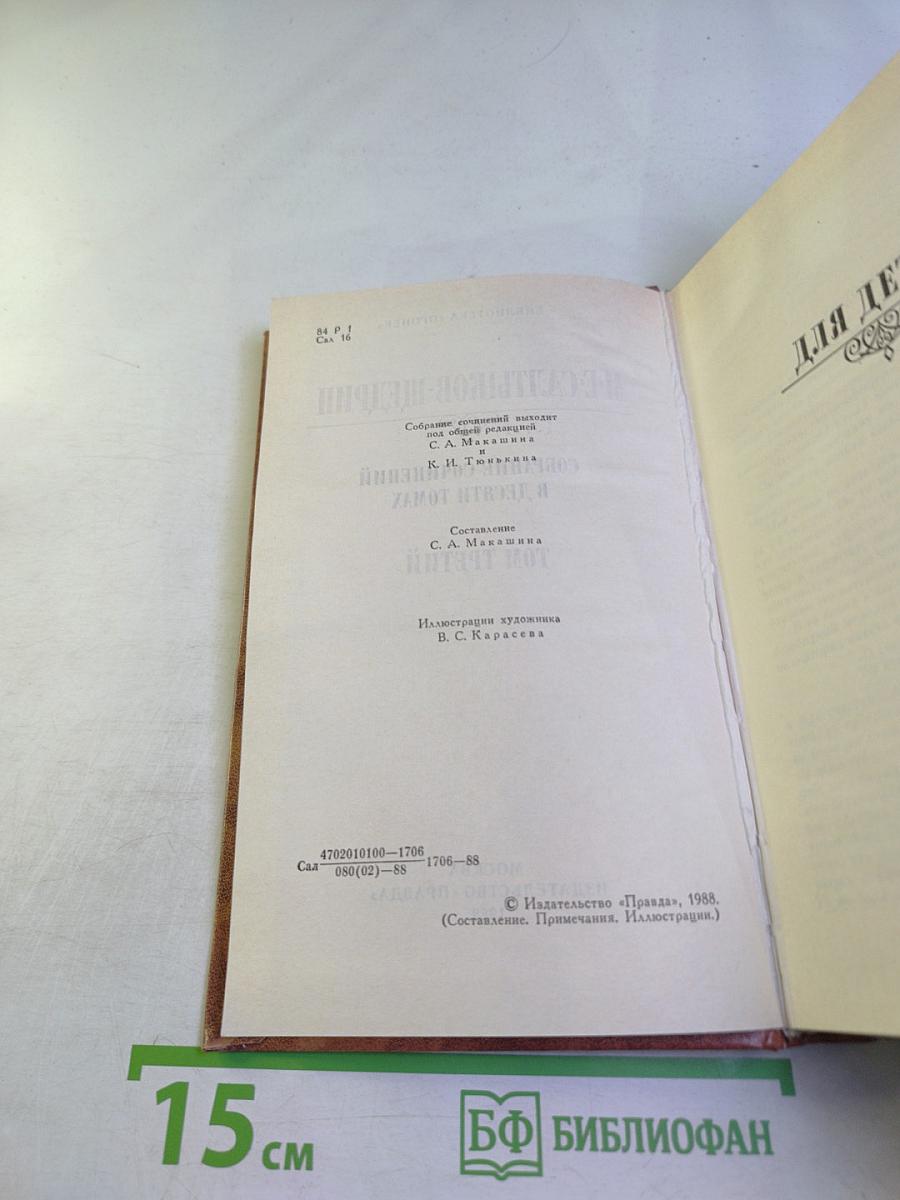 84 Р 1
Сал 16
Собрание сочинений выходит
под общей редакцией
С. А. Макашина
и
К. И. Тюнькина
Составление
С. А. Макашина
Иллюстрации художника
В. С. Карасева
Сал 4702010100—1706
080(02)—88 1706—88
© Издательство «Правда», 1988.
(Составление. Примечания. Иллюстрации.)
ДЛЯ ДЕТ
15 см
БФ БИБЛИОФАН